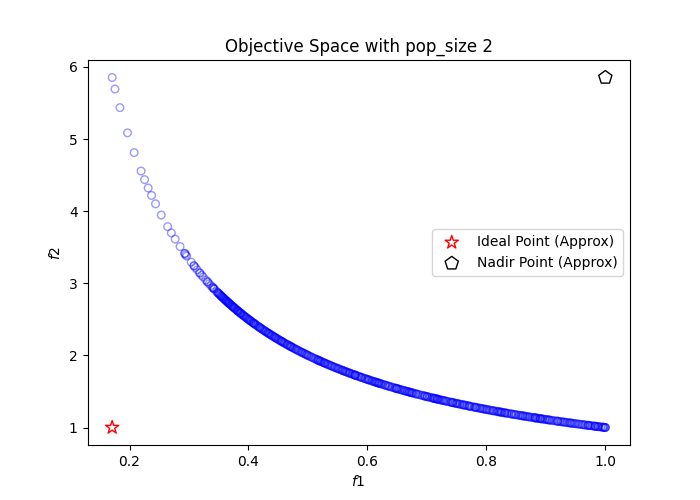 Objective Space with pop_size 2
6
5
4
3
2
1
f2
Ideal Point (Approx)
Nadir Point (Approx)
0.2 0.4 0.6 0.8 1.0
f1